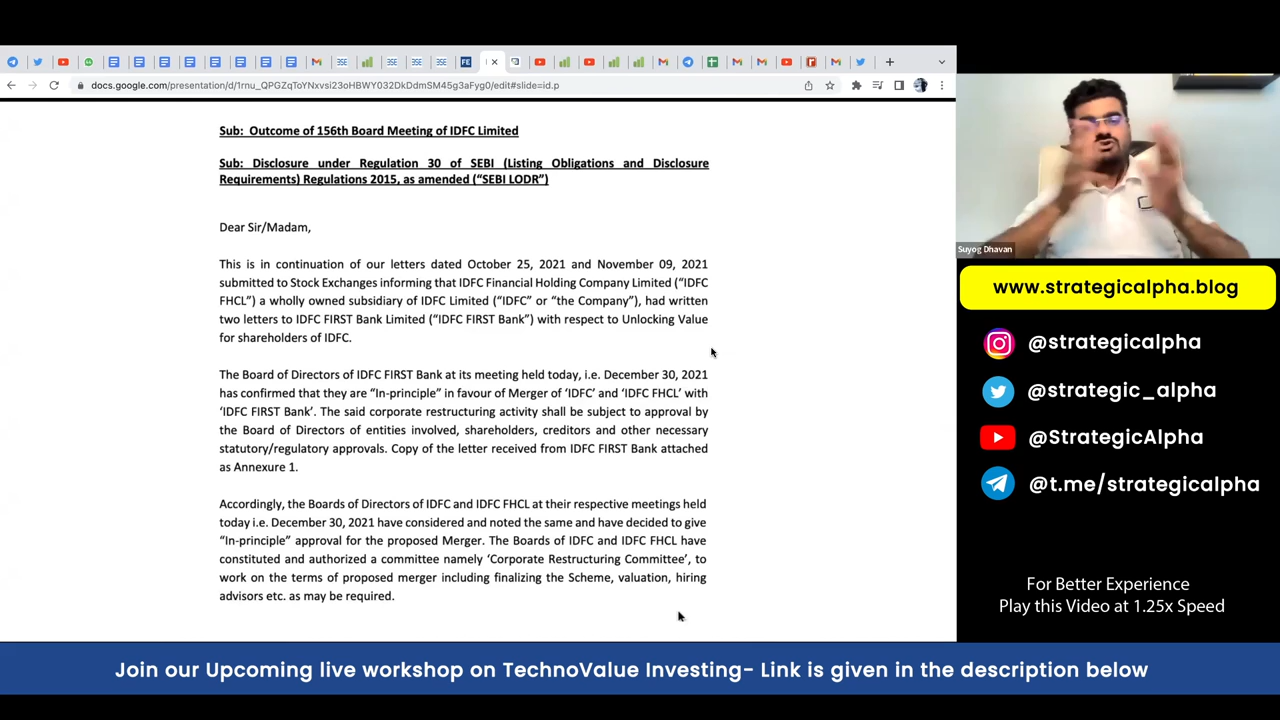 docs.google.com/presentation/d/1rnu_QPGZqToYNxvsi23oHBWY032DkDdmSM45g3aFyg0/edit#slide=id.p
Sub: Outcome of 156th Board Meeting of IDFC Limited
Sub: Disclosure under Regulation 30 of SEBI (Listing Obligations and Disclosure
Requirements) Regulations 2015, as amended (“SEBI LODR”)
Dear Sir/Madam,
This is in continuation of our letters dated October 25, 2021 and November 09, 2021
submitted to Stock Exchanges informing that IDFC Financial Holding Company Limited (“IDFC
FHCL”) a wholly owned subsidiary of IDFC Limited (“IDFC” or “the Company”), had written
two letters to IDFC FIRST Bank Limited (“IDFC FIRST Bank”) with respect to Unlocking Value
for shareholders of IDFC.
The Board of Directors of IDFC FIRST Bank at its meeting held today, i.e. December 30, 2021
has confirmed that they are “In-principle” in favour of Merger of ‘IDFC’ and ‘IDFC FHCL’ with
‘IDFC FIRST Bank’. The said corporate restructuring activity shall be subject to approval by
the Board of Directors of entities involved, shareholders, creditors and other necessary
statutory/regulatory approvals. Copy of the letter received from IDFC FIRST Bank attached
as Annexure 1.
Accordingly, the Boards of Directors of IDFC and IDFC FHCL at their respective meetings held
today i.e. December 30, 2021 have considered and noted the same and have decided to give
“In-principle” approval for the proposed Merger. The Boards of IDFC and IDFC FHCL have
constituted and authorized a committee namely ‘Corporate Restructuring Committee’, to
work on the terms of proposed merger including finalizing the Scheme, valuation, hiring
advisors etc. as may be required.
Suyog Dhavan
www.strategicalpha.blog
@strategicalpha
@strategic_alpha
@StrategicAlpha
@t.me/strategicalpha
For Better Experience
Play this Video at 1.25x Speed
Join our Upcoming live workshop on TechnoValue Investing- Link is given in the description below